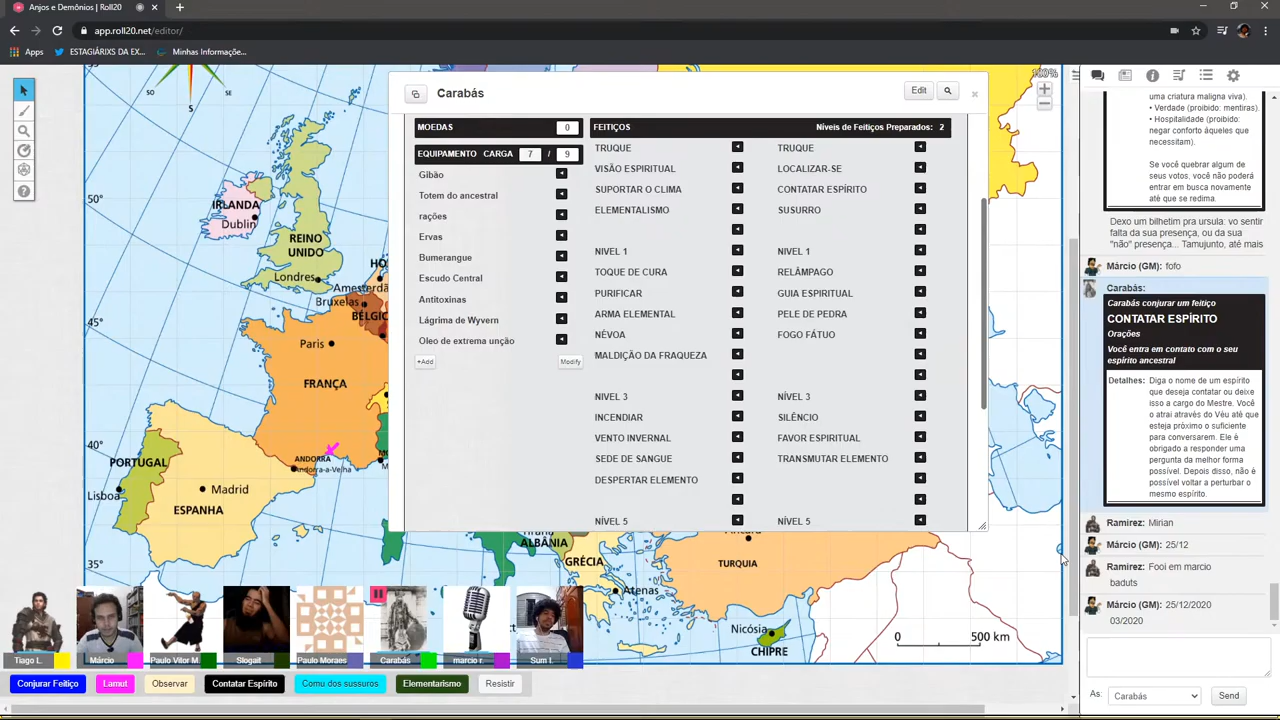 Anjos e Demônios | Roll20
app.roll20.net/editor/
Apps
ESTAGIÁRIXS DA EX...
Minhas Informaçõe...
SO
S
SE
50°
45°
40°
35°
IRLANDA
Dublin
REINO
UNIDO
Londres
Amesterdã
Bruxelas
BÉLGIC
Paris
FRANÇA
ANDORRA
Andorra-a-Velha
PORTUGAL
Lisboa
Madrid
ESPANHA
Tirana
ALBÂNIA
GRÉCIA
Atenas
Ancara
TURQUIA
Nicósia
CHIPRE
0 500 km
100%
Carabás
Edit
MOEDAS 0
EQUIPAMENTO CARGA 7 / 9
Gibão
Totem do ancestral
rações
Ervas
Bumerangue
Escudo Central
Antitoxinas
Lágrima de Wyvern
Oleo de extrema unção
+Add
Modify
FEITIÇOS
Níveis de Feitiços Preparados: 2
TRUQUE TRUQUE
VISÃO ESPIRITUAL LOCALIZAR-SE
SUPORTAR O CLIMA CONTATAR ESPÍRITO
ELEMENTALISMO SUSURRO
NIVEL 1 NIVEL 1
TOQUE DE CURA RELÂMPAGO
PURIFICAR GUIA ESPIRITUAL
ARMA ELEMENTAL PELE DE PEDRA
NÉVOA FOGO FÁTUO
MALDIÇÃO DA FRAQUEZA
NIVEL 3 NÍVEL 3
INCENDIAR SILÊNCIO
VENTO INVERNAL FAVOR ESPIRITUAL
SEDE DE SANGUE TRANSMUTAR ELEMENTO
DESPERTAR ELEMENTO
NÍVEL 5 NÍVEL 5
uma criatura maligna viva).
• Verdade (proibido: mentiras).
• Hospitalidade (proibido:
negar conforto àqueles que
necessitam).
Se você quebrar algum de
seus votos, você não poderá
entrar em busca novamente
até que se redima.
Dexo um bilhetim pra ursula: vo sentir
falta da sua presença, ou da sua
"não" presença... Tamujunto, até mais
Márcio (GM): fofo
Carabás:
Carabás conjurar um feitiço
CONTATAR ESPÍRITO
Orações
Você entra em contato com o seu
espírito ancestral
Detalhes: Diga o nome de um espírito
que deseja contatar ou deixe
isso a cargo do Mestre. Você
o atrai através do Véu até que
esteja próximo o suficiente
para conversarem. Ele é
obrigado a responder uma
pergunta da melhor forma
possível. Depois disso, não é
possível voltar a perturbar o
mesmo espírito.
Ramirez: Mirian
Márcio (GM): 25/12
Ramirez: Fooi em marcio
baduts
Márcio (GM): 25/12/2020
03/2020
As: Carabás
Send
Tiago L.
Márcio
Paulo Vitor M.
Slogait
Paulo Moraes
Carabás
marcio r.
Sum I.
Conjurar Feitiço
Lamut
Observar
Contatar Espírito
Comu dos sussuros
Elementarismo
Resistir